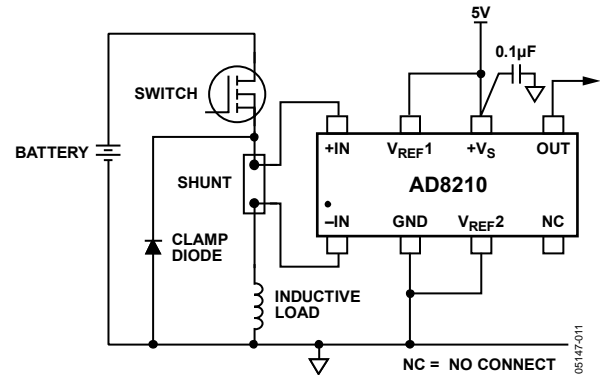 5V
0.1µF
SWITCH
BATTERY
SHUNT
CLAMP
DIODE
INDUCTIVE
LOAD
+IN VREF1 +VS OUT
AD8210
–IN GND VREF2 NC
NC = NO CONNECT
05147-011